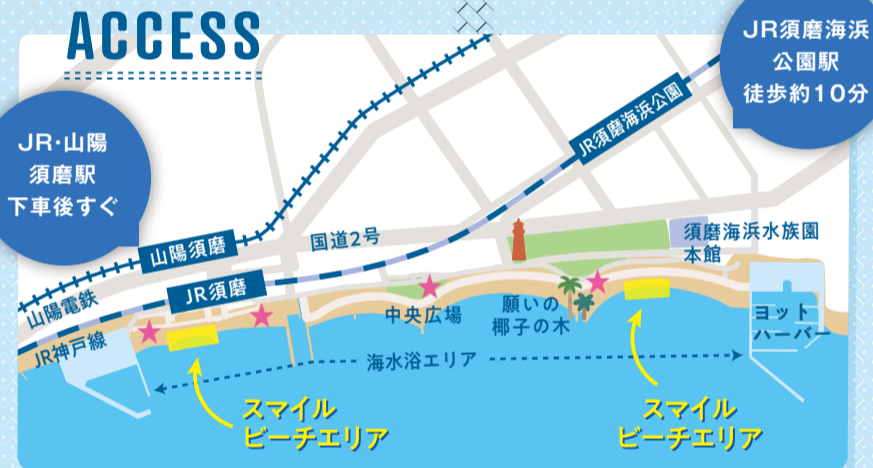 ACCESS
JR須磨海浜
公園駅
徒歩約10分
JR・山陽
須磨駅
下車後すぐ
JR須磨海浜公園
山陽須磨
国道2号
須磨海浜水族園
本館
JR須磨
山陽電鉄
JR神戸線
中央広場
願いの
椰子の木
ヨット
ハーバー
海水浴エリア
スマイル
ビーチエリア
スマイル
ビーチエリア